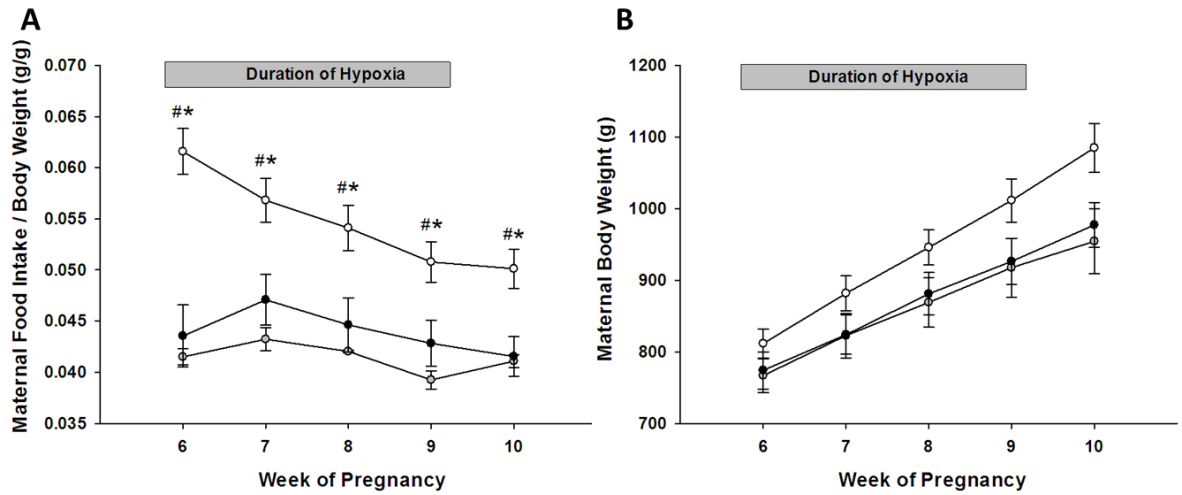 A
Maternal Food Intake / Body Weight (g/g)
0.070
0.065
0.060
0.055
0.050
0.045
0.040
0.035
Duration of Hypoxia
#*
#*
#*
#*
#*
6 7 8 9 10
Week of Pregnancy
B
Maternal Body Weight (g)
1200
1100
1000
900
800
700
Duration of Hypoxia
6 7 8 9 10
Week of Pregnancy